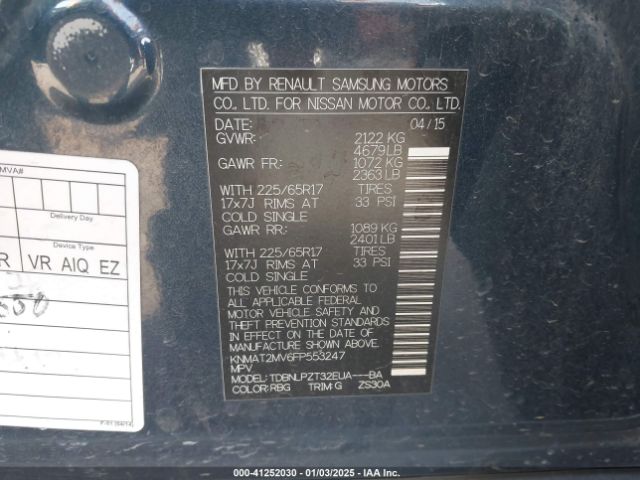 MFD BY RENAULT SAMSUNG MOTORS
CO., LTD. FOR NISSAN MOTOR CO., LTD.
DATE: 04/15
GVWR: 2122 KG
4679 LB
GAWR FR: 1072 KG
2363 LB
WITH 225/65R17 TIRES
17x7J RIMS AT 33 PSI
COLD SINGLE
GAWR RR: 1089 KG
2401 LB
WITH 225/65R17 TIRES
17x7J RIMS AT 33 PSI
COLD SINGLE
THIS VEHICLE CONFORMS TO
ALL APPLICABLE FEDERAL
MOTOR VEHICLE SAFETY AND
THEFT PREVENTION STANDARDS
IN EFFECT ON THE DATE OF
MANUFACTURE SHOWN ABOVE.
KNMAT2MV6FP553247
MPV
MODEL: TDBNLPZT32EUA---BA
COLOR: RBG TRIM: G ZS30A
MVA#
Delivery Day
Device Type
R VR AIQ EZ
000-41252030 - 01/03/2025 - IAA, Inc.